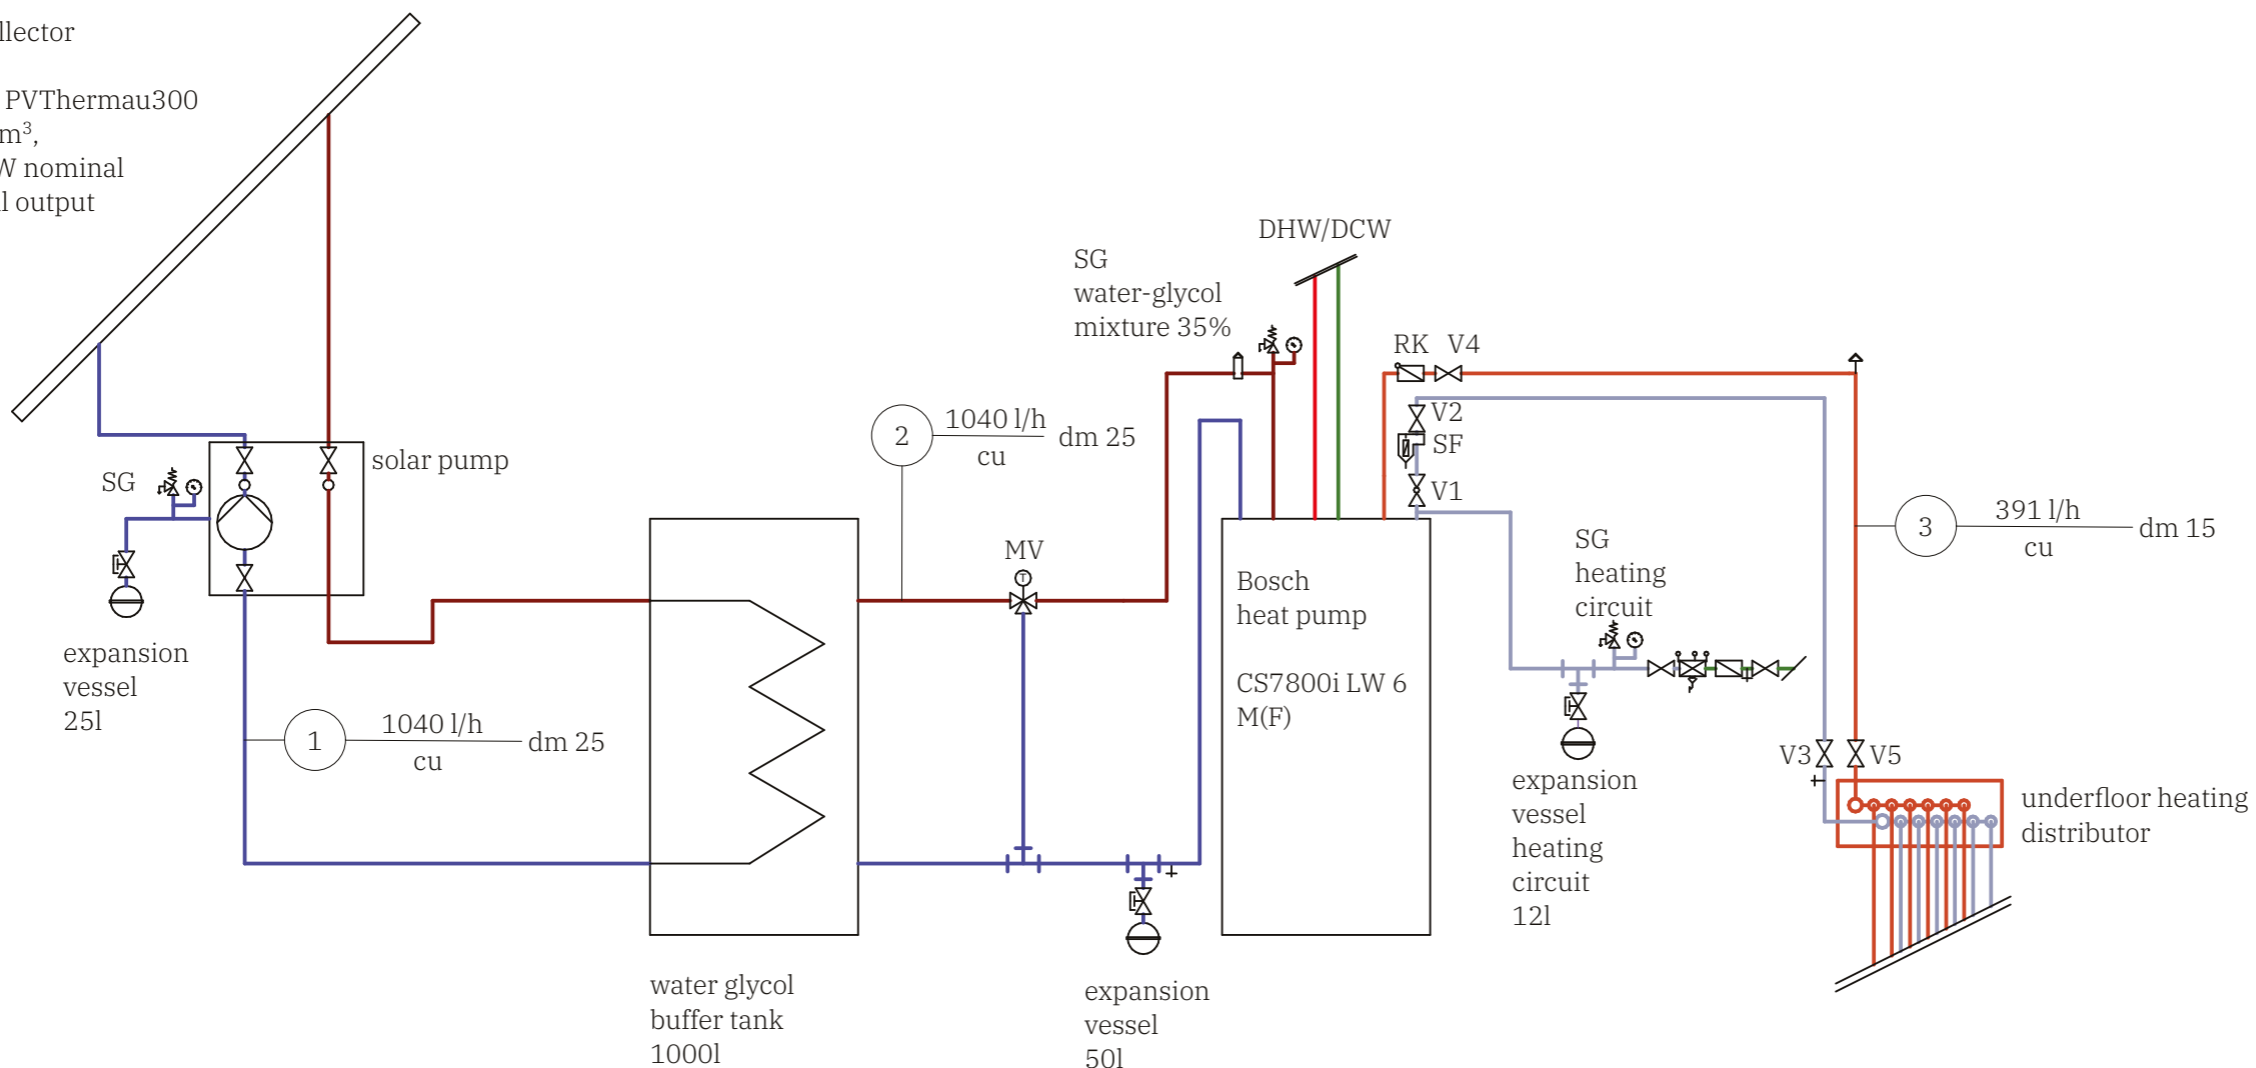 llector
PVThermau300
m³,
W nominal
l output
solar pump
SG
expansion
vessel
25l
1
1040 l/h
cu
dm 25
water glycol
buffer tank
1000l
2
1040 l/h
cu
dm 25
MV
T
SG
water-glycol
mixture 35%
DHW/DCW
expansion
vessel
50l
Bosch
heat pump
CS7800i LW 6
M(F)
RK
V4
V2
SF
V1
SG
heating
circuit
expansion
vessel
heating
circuit
12l
3
391 l/h
cu
dm 15
V3
V5
underfloor heating
distributor